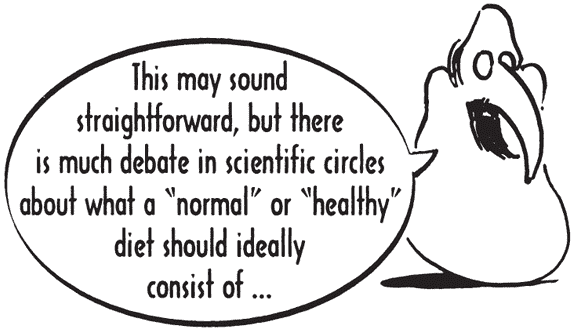 This may sound
straightforward, but there
is much debate in scientific circles
about what a “normal” or “healthy”
diet should ideally
consist of ...